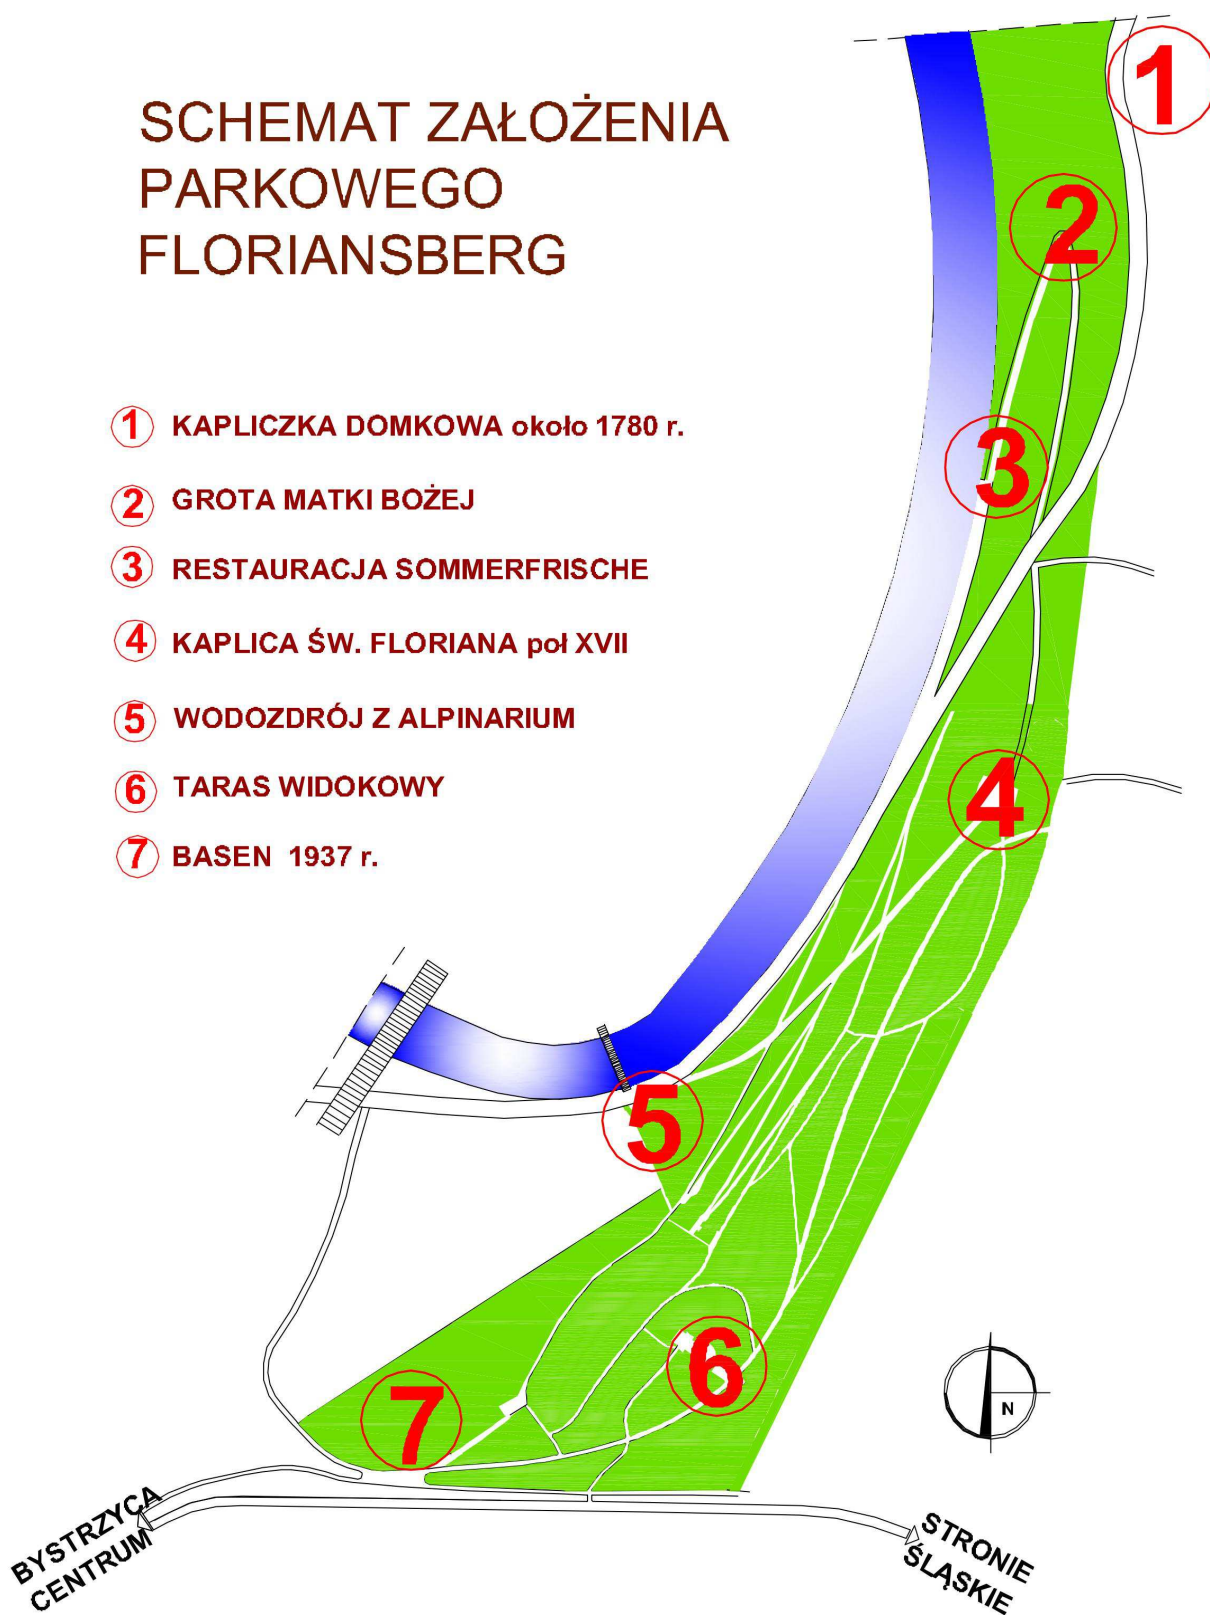 SCHEMAT ZAŁOŻENIA
PARKOWEGO
FLORIANSBERG
1 KAPLICZKA DOMKOWA około 1780 r.
2 GROTA MATKI BOŻEJ
3 RESTAURACJA SOMMERFRISCHE
4 KAPLICA ŚW. FLORIANA poł XVII
5 WODOZDRÓJ Z ALPINARIUM
6 TARAS WIDOKOWY
7 BASEN 1937 r.
1
2
3
4
5
6
7
N
BYSTRZYCA
CENTRUM
STRONIE
ŚLĄSKIE